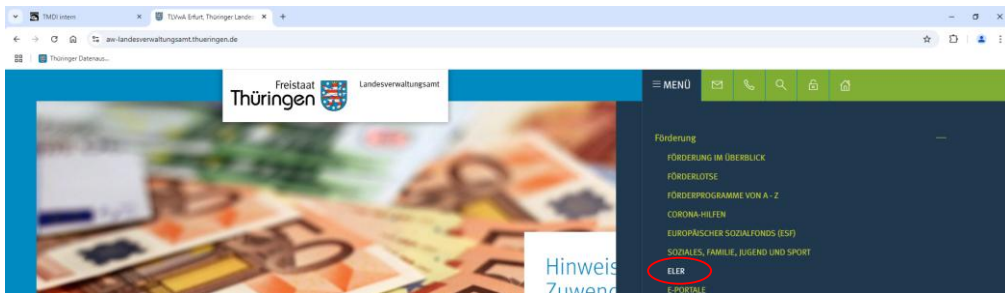 TMDI intern
TLVwA Erfurt, Thüringer Landes
aw-landesverwaltungsamt.thueringen.de
Thüringer Datenaus...
Freistaat
Thüringen
Landesverwaltungsamt
MENÜ
Förderung
FÖRDERUNG IM ÜBERBLICK
FÖRDERLOTSE
FÖRDERPROGRAMME VON A - Z
CORONA-HILFEN
EUROPÄISCHER SOZIALFONDS (ESF)
SOZIALES, FAMILIE, JUGEND UND SPORT
ELER
E-PORTALE
Hinweis
Zuwend